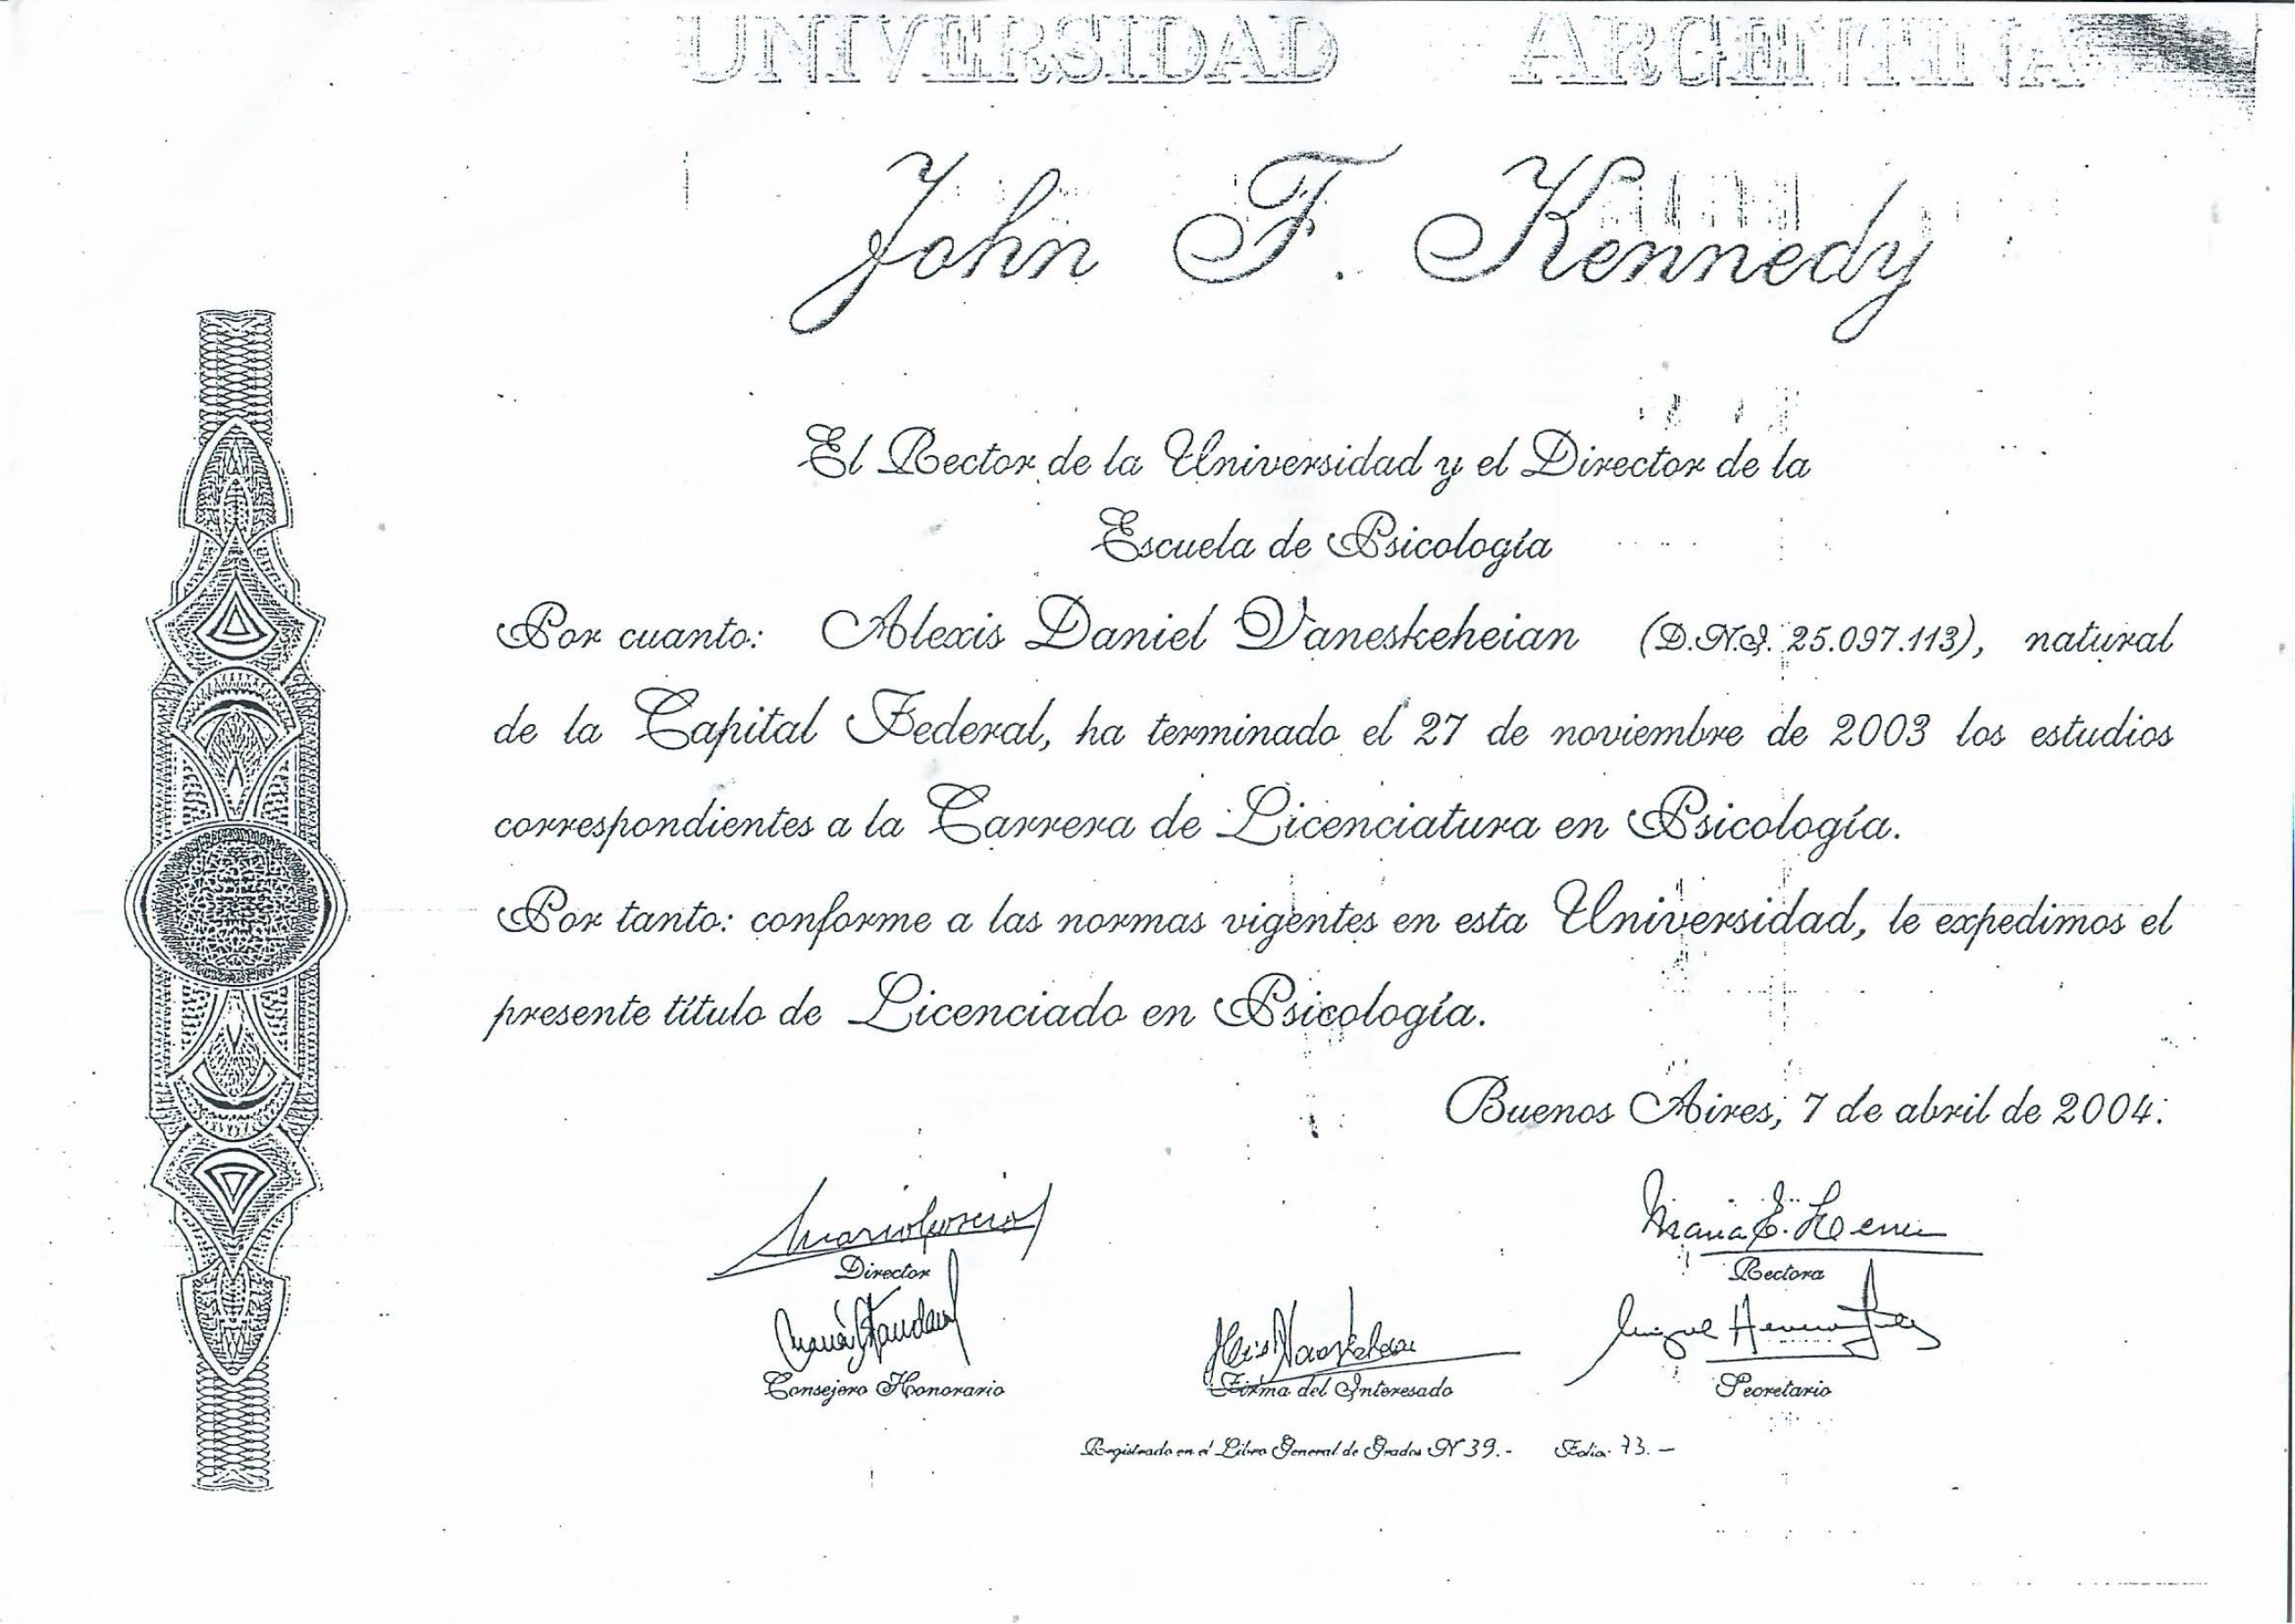 UNIVERSIDAD ARGENTINA
John F. Kennedy
El Rector de la Universidad y el Director de la
Escuela de Psicología
Por cuanto: Alexis Daniel Vaneskeheian (D.N.I. 25.097.113), natural
de la Capital Federal, ha terminado el 27 de noviembre de 2003 los estudios
correspondientes a la Carrera de Licenciatura en Psicología.
Por tanto: conforme a las normas vigentes en esta Universidad, le expedimos el
presente título de Licenciado en Psicología.
Buenos Aires, 7 de abril de 2004.
Director
Rectora
Consejero Honorario
Firma del Interesado
Secretario
Registrado en el Libro General de Grados Nº 39.- Folio 73.-